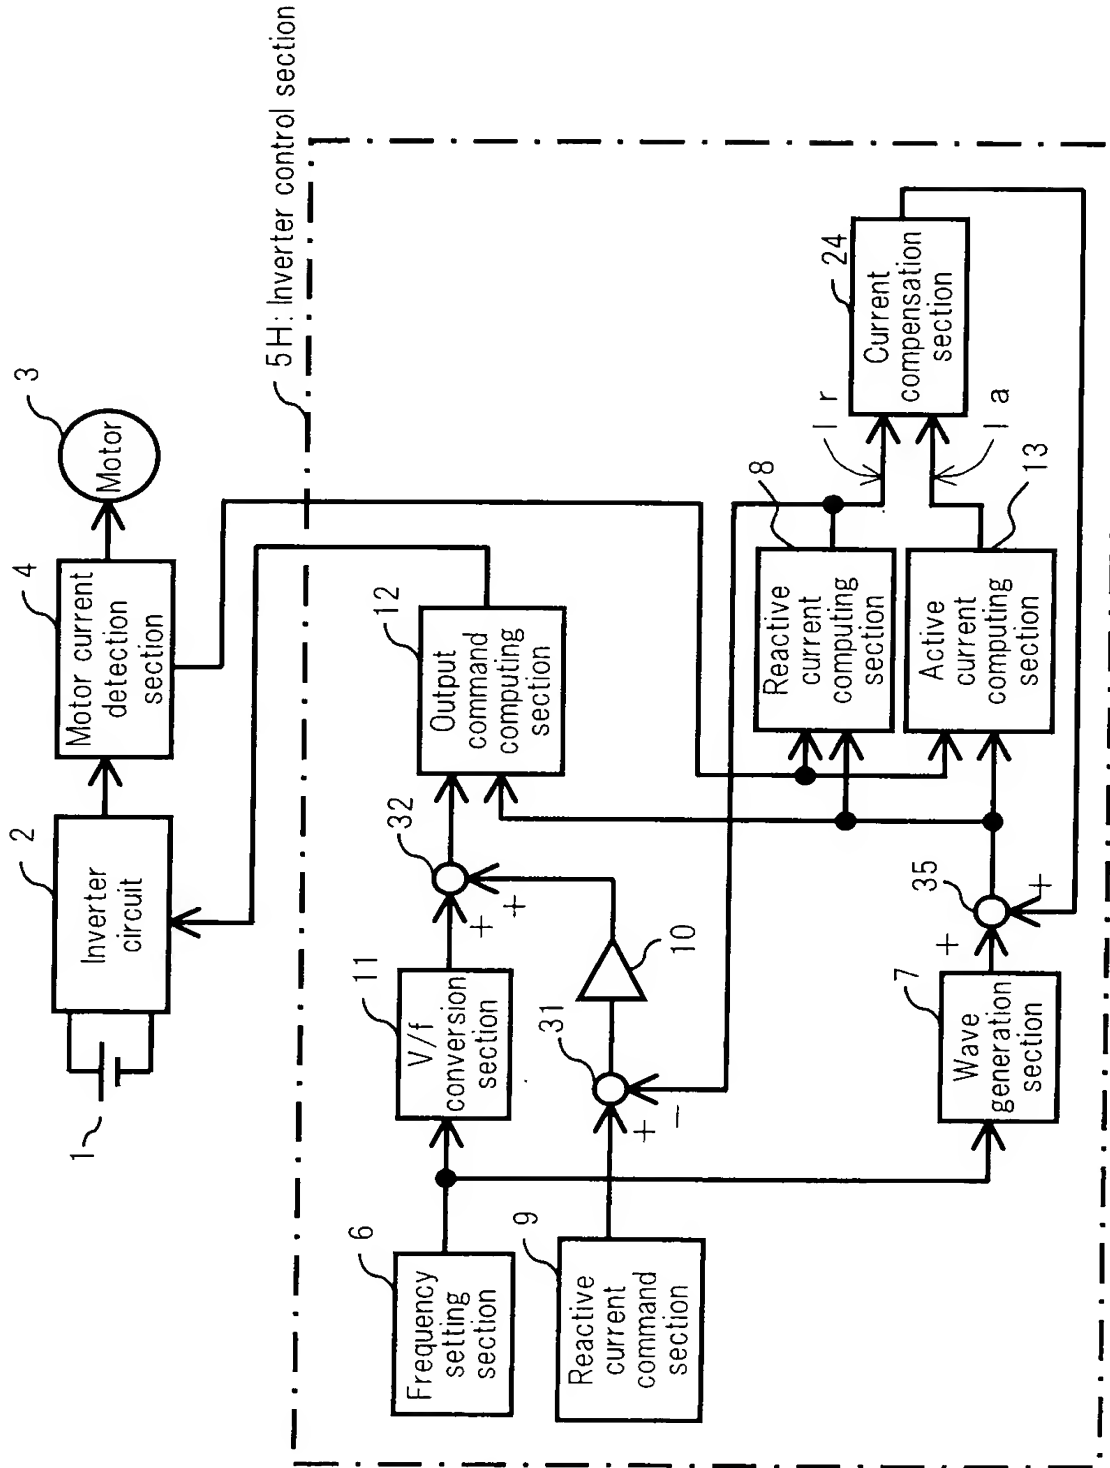 1
2
Inverter
circuit
4
Motor current
detection
section
3
Motor
5H: Inverter control section
6
Frequency
setting
section
11
V/f
conversion
section
32
+
+
12
Output
command
computing
section
9
Reactive
current
command
section
31
+
−
10
8
Reactive
current
computing
section
I r
24
Current
compensation
section
I a
7
Wave
generation
section
35
+
+
13
Active
current
computing
section